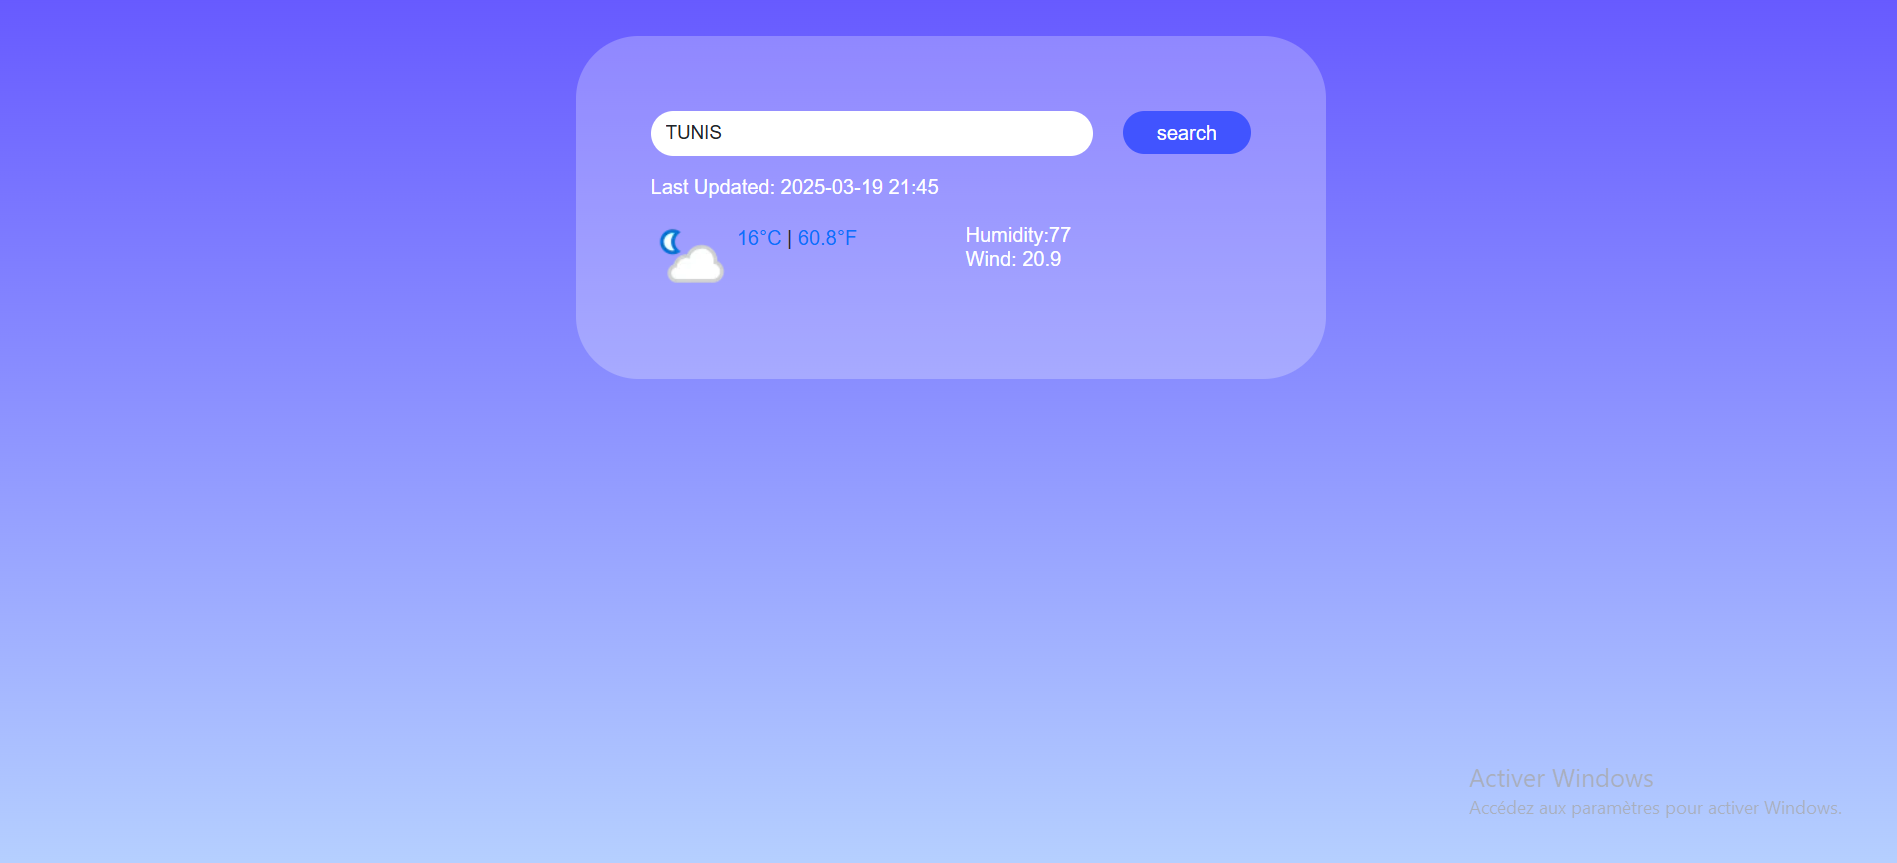 TUNIS
search
Last Updated: 2025-03-19 21:45
16°C | 60.8°F
Humidity:77
Wind: 20.9
Activer Windows
Accédez aux paramètres pour activer Windows.